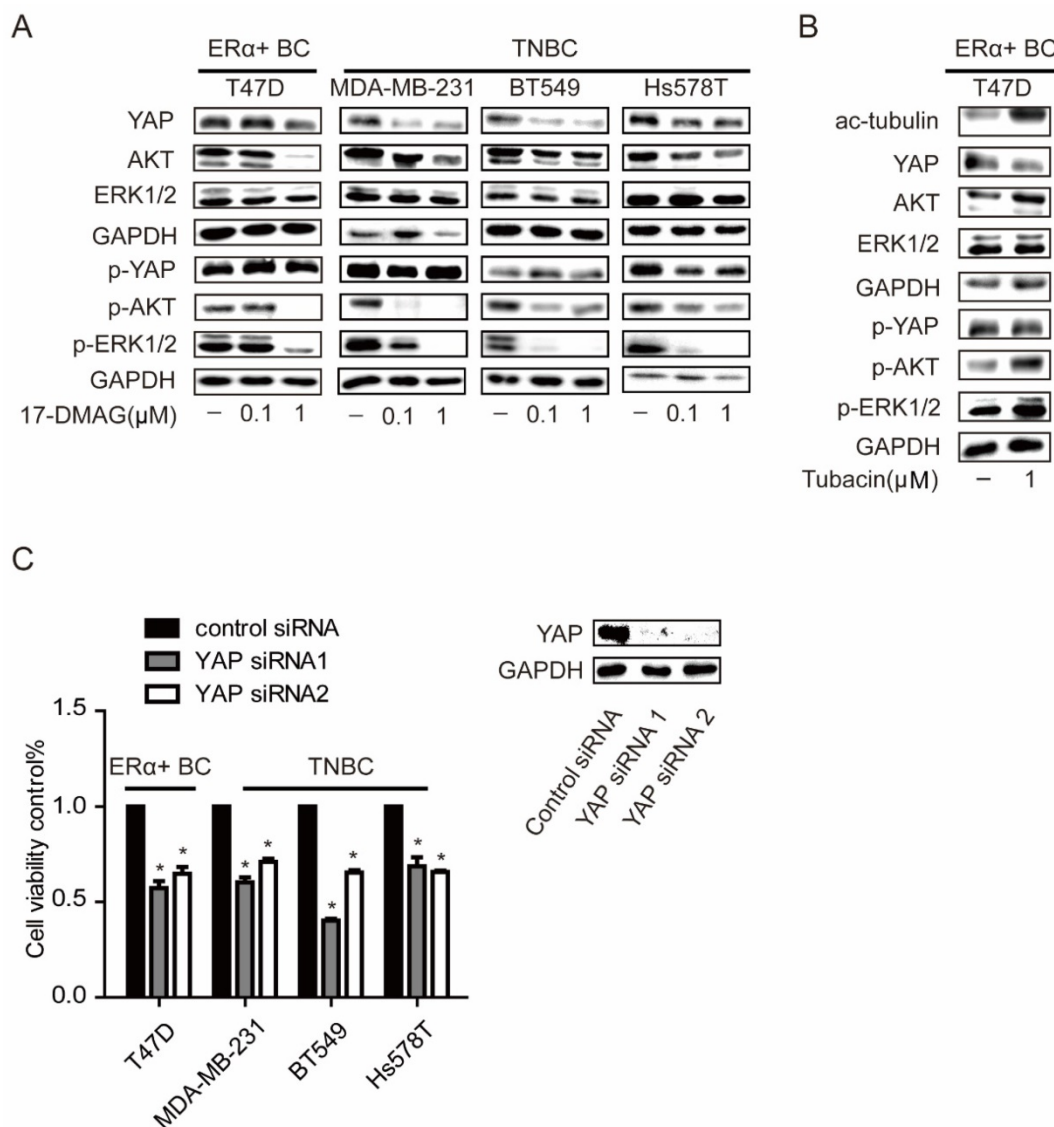 A
ERα+ BC TNBC
T47D MDA-MB-231 BT549 Hs578T
YAP
AKT
ERK1/2
GAPDH
p-YAP
p-AKT
p-ERK1/2
GAPDH
17-DMAG(μM) – 0.1 1 – 0.1 1 – 0.1 1 – 0.1 1
B
ERα+ BC
T47D
ac-tubulin
YAP
AKT
ERK1/2
GAPDH
p-YAP
p-AKT
p-ERK1/2
GAPDH
Tubacin(μM) – 1
C
control siRNA
YAP siRNA1
YAP siRNA2
Cell viability control%
1.5
1.0
0.5
0.0
ERα+ BC TNBC
* * * * * * * *
T47D MDA-MB-231 BT549 Hs578T
YAP
GAPDH
Control siRNA
YAP siRNA 1
YAP siRNA 2